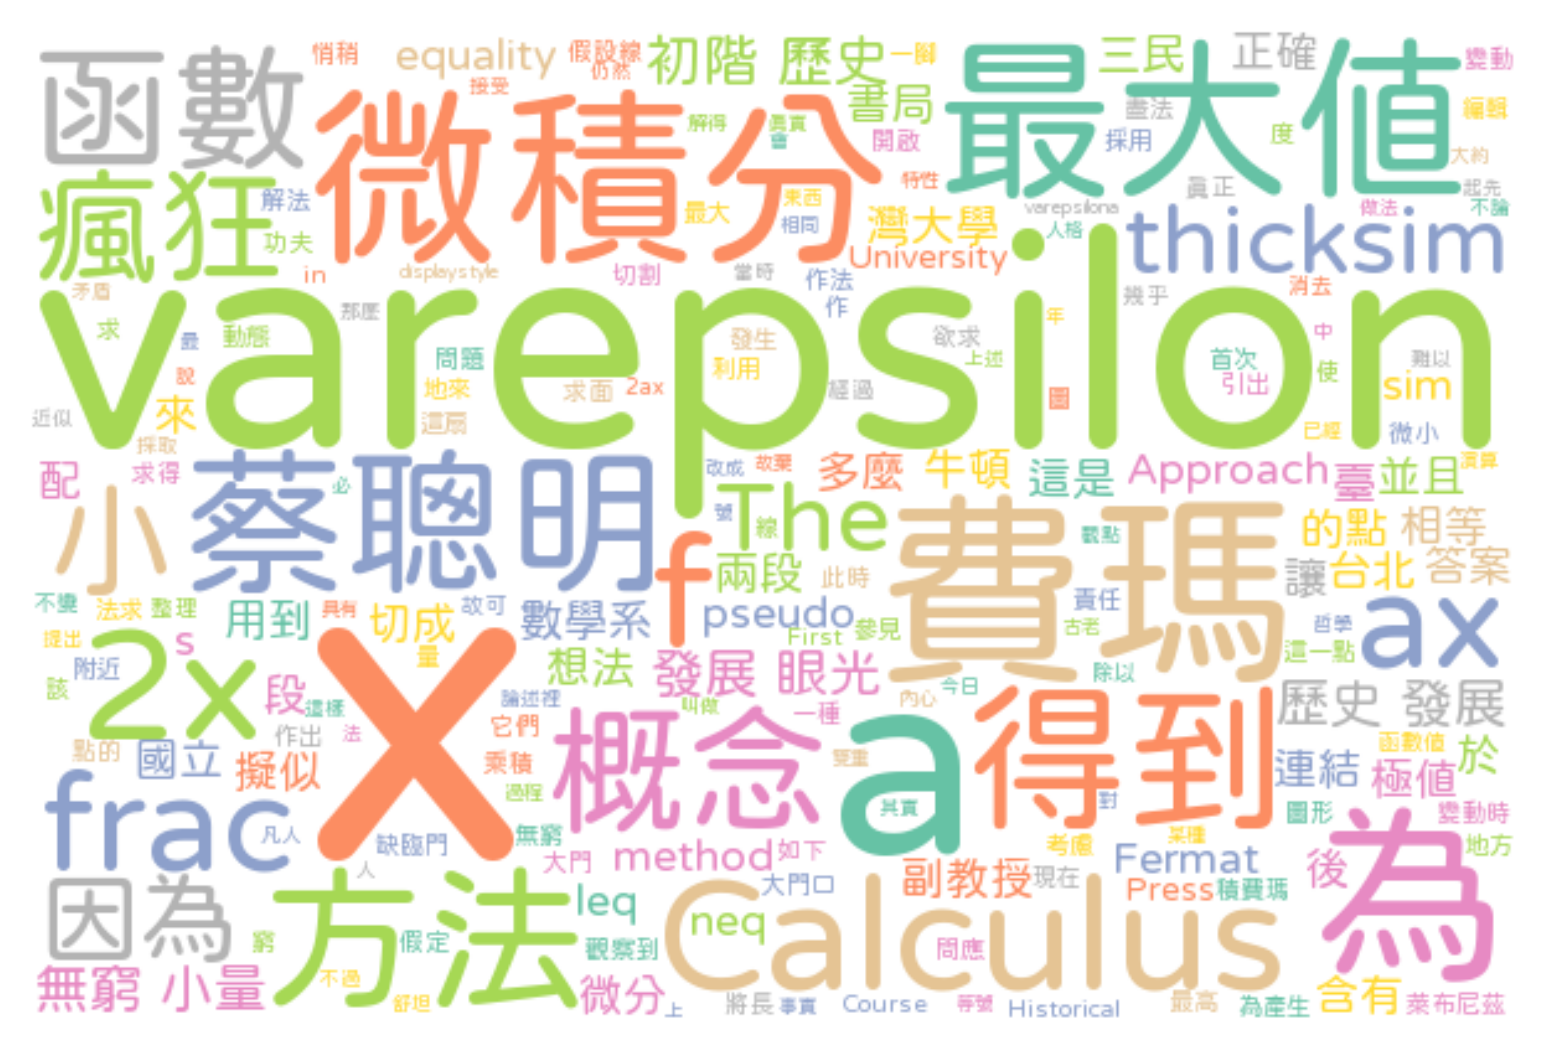 函數 悄稍 equality 假設線 初階 歷史 一腳 最大値 三民 正確 變動
仍然 接受 微積分 書局 盡法 編輯
解得 眞實 會 開啟 採用 度 大約
瘋狂 解法 特性 眞正 起先
最大 東西 varepsilona 做法 不論
功夫 相同 灣大學 人格 thicksim
in displaystyle 切割 當時 作法 University 幾乎 消去
矛盾 那匣 作 年
varepsilon
求 最 動態 發生 欲求 中
問題 利用 上述 首次 難以
說 地來 求面 2ax 經過 圖 引出 使 sim
近似 來 這扇 已經 微小
採取
配 求得 蔡聰明 改成 故棄 多麼 牛頓 這是 Approach 臺 並且 演算
小 必 號 線 The 費瑪 觀點 的點 相等
f 兩段 此時 讓 台北 答案
不變 法求 整理 用到 具有 切成 故可 數學系 pseudo 責任 ax
提出 2x s 量 First 參見 古老 哲學
附近 想法 發展 眼光 這一點 除以
該 段 這樣 X 論述裡 叫做 內心 今日 歷史 發展
點的 作出 法 它們 概念 一種 a 得到 函數值 於
國立 擬似 乘積 雙重 連結 極值
frac 過程 其實 對 圖形 變動時
凡人 缺臨門 無窮 考慮 某種 地方
人 大門 method 如下 Fermat 後 為
因為 方法 leq 大門口 副教授 現在 Press 積費瑪
窮 假定 觀察到 neq Calculus 問應
無窮 小量 不過 微分 含有
舒坦 上 將長 事實 Course 等號 Historical 最高 為產生 萊布尼茲